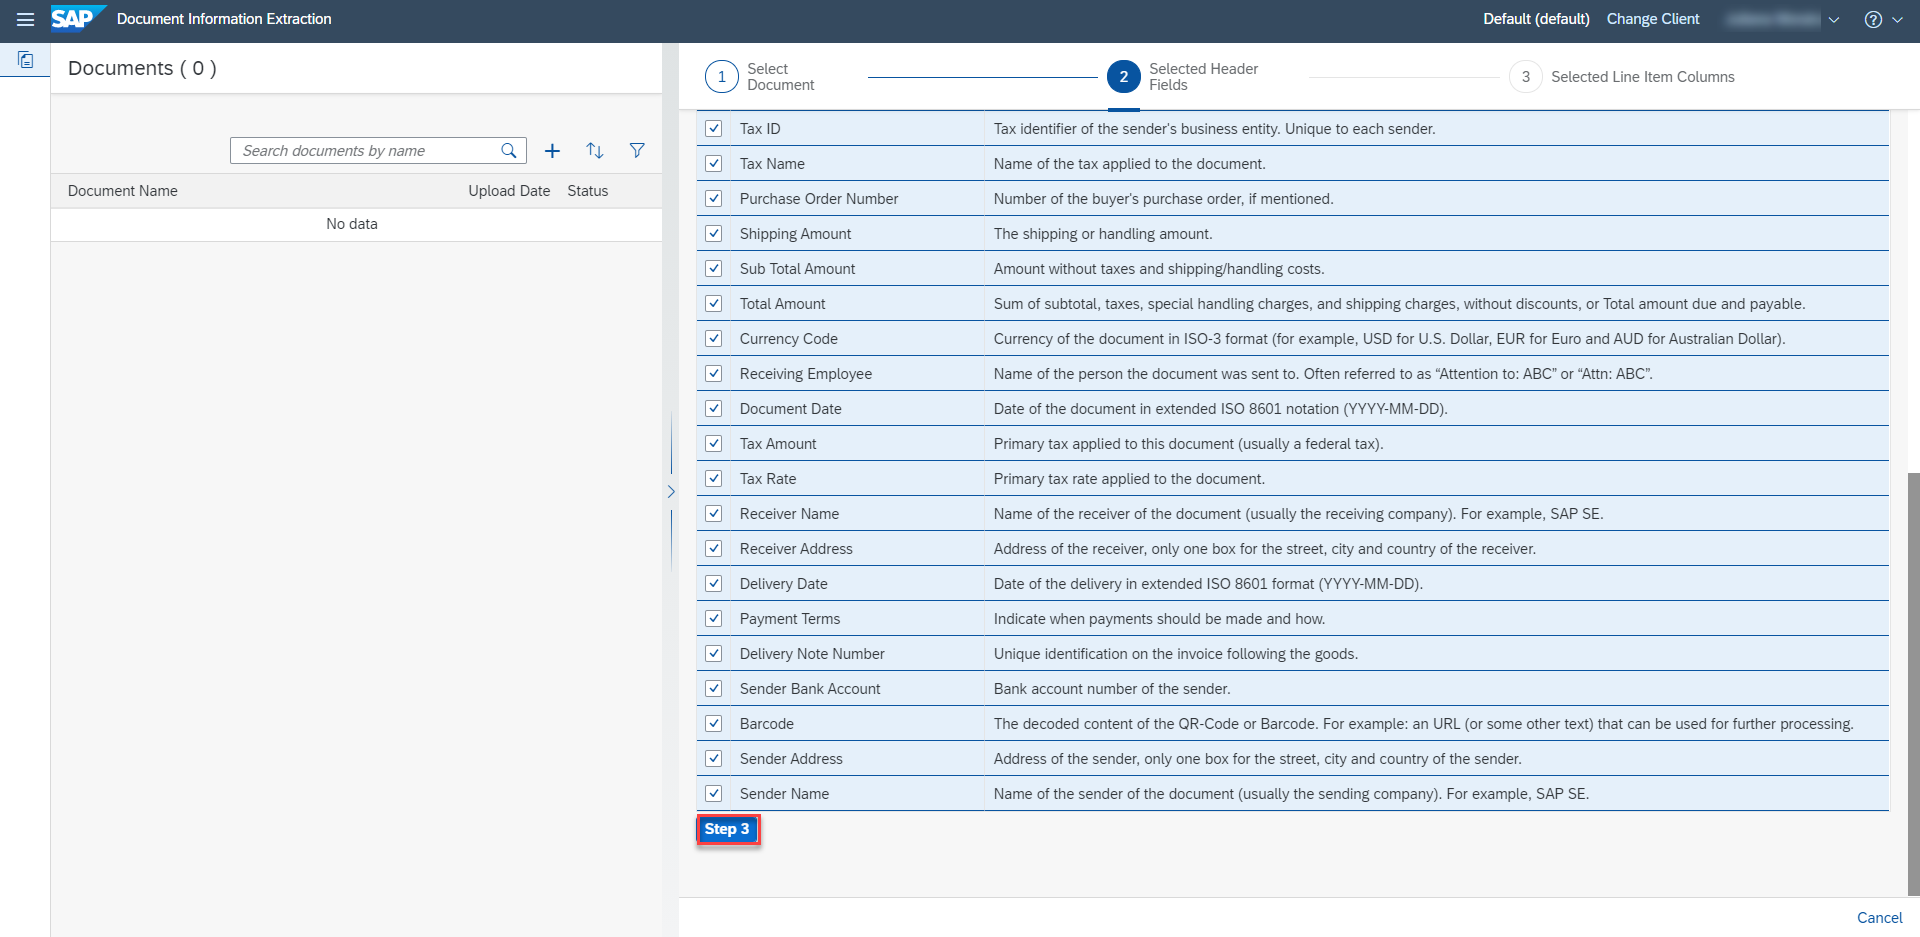 SAP Document Information Extraction
Default (default) Change Client
Documents ( 0 )
Search documents by name
Document Name Upload Date Status
No data
1 Select Document
2 Selected Header Fields
3 Selected Line Item Columns
Tax ID Tax identifier of the sender's business entity. Unique to each sender.
Tax Name Name of the tax applied to the document.
Purchase Order Number Number of the buyer's purchase order, if mentioned.
Shipping Amount The shipping or handling amount.
Sub Total Amount Amount without taxes and shipping/handling costs.
Total Amount Sum of subtotal, taxes, special handling charges, and shipping charges, without discounts, or Total amount due and payable.
Currency Code Currency of the document in ISO-3 format (for example, USD for U.S. Dollar, EUR for Euro and AUD for Australian Dollar).
Receiving Employee Name of the person the document was sent to. Often referred to as “Attention to: ABC” or “Attn: ABC”.
Document Date Date of the document in extended ISO 8601 notation (YYYY-MM-DD).
Tax Amount Primary tax applied to this document (usually a federal tax).
Tax Rate Primary tax rate applied to the document.
Receiver Name Name of the receiver of the document (usually the receiving company). For example, SAP SE.
Receiver Address Address of the receiver, only one box for the street, city and country of the receiver.
Delivery Date Date of the delivery in extended ISO 8601 format (YYYY-MM-DD).
Payment Terms Indicate when payments should be made and how.
Delivery Note Number Unique identification on the invoice following the goods.
Sender Bank Account Bank account number of the sender.
Barcode The decoded content of the QR-Code or Barcode. For example: an URL (or some other text) that can be used for further processing.
Sender Address Address of the sender, only one box for the street, city and country of the sender.
Sender Name Name of the sender of the document (usually the sending company). For example, SAP SE.
Step 3
Cancel